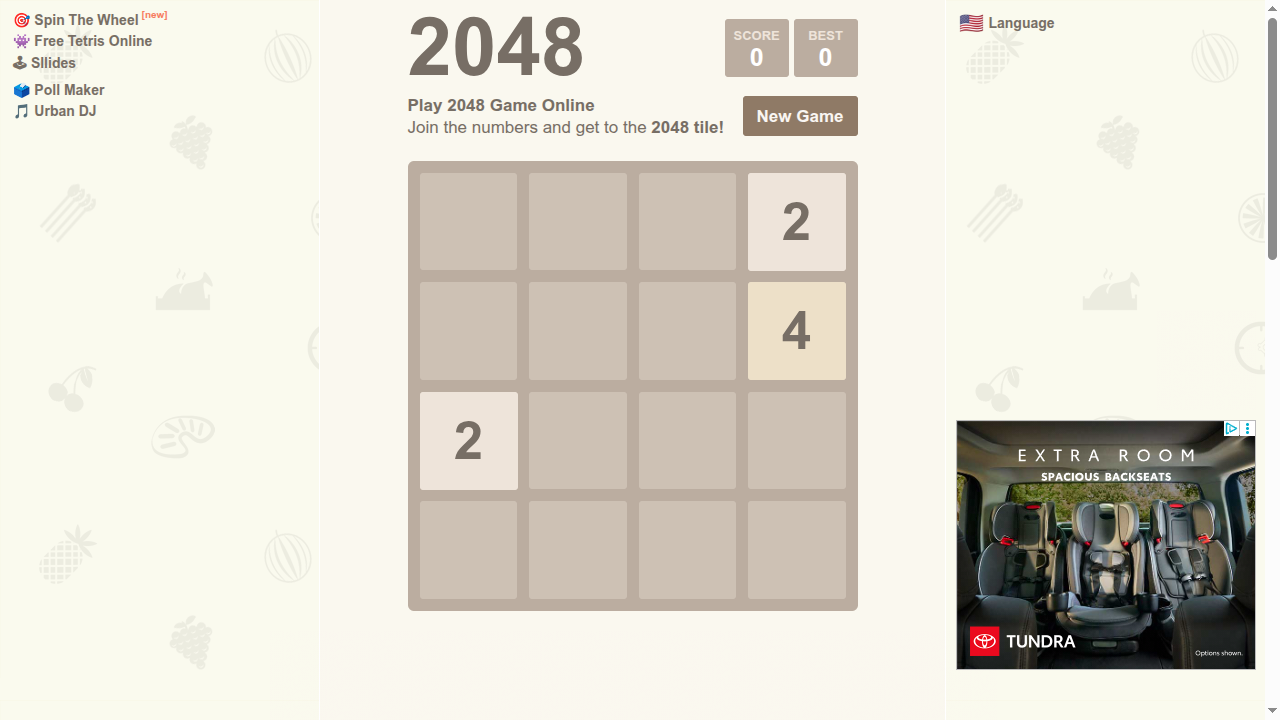 🎯 Spin The Wheel [new]
👾 Free Tetris Online
🕹 Sllides
🗳 Poll Maker
🎵 Urban DJ
2048
SCORE
0
BEST
0
Play 2048 Game Online
Join the numbers and get to the 2048 tile!
New Game
2
4
2
🇺🇸 Language
EXTRA ROOM
SPACIOUS BACKSEATS
TUNDRA
Options shown.